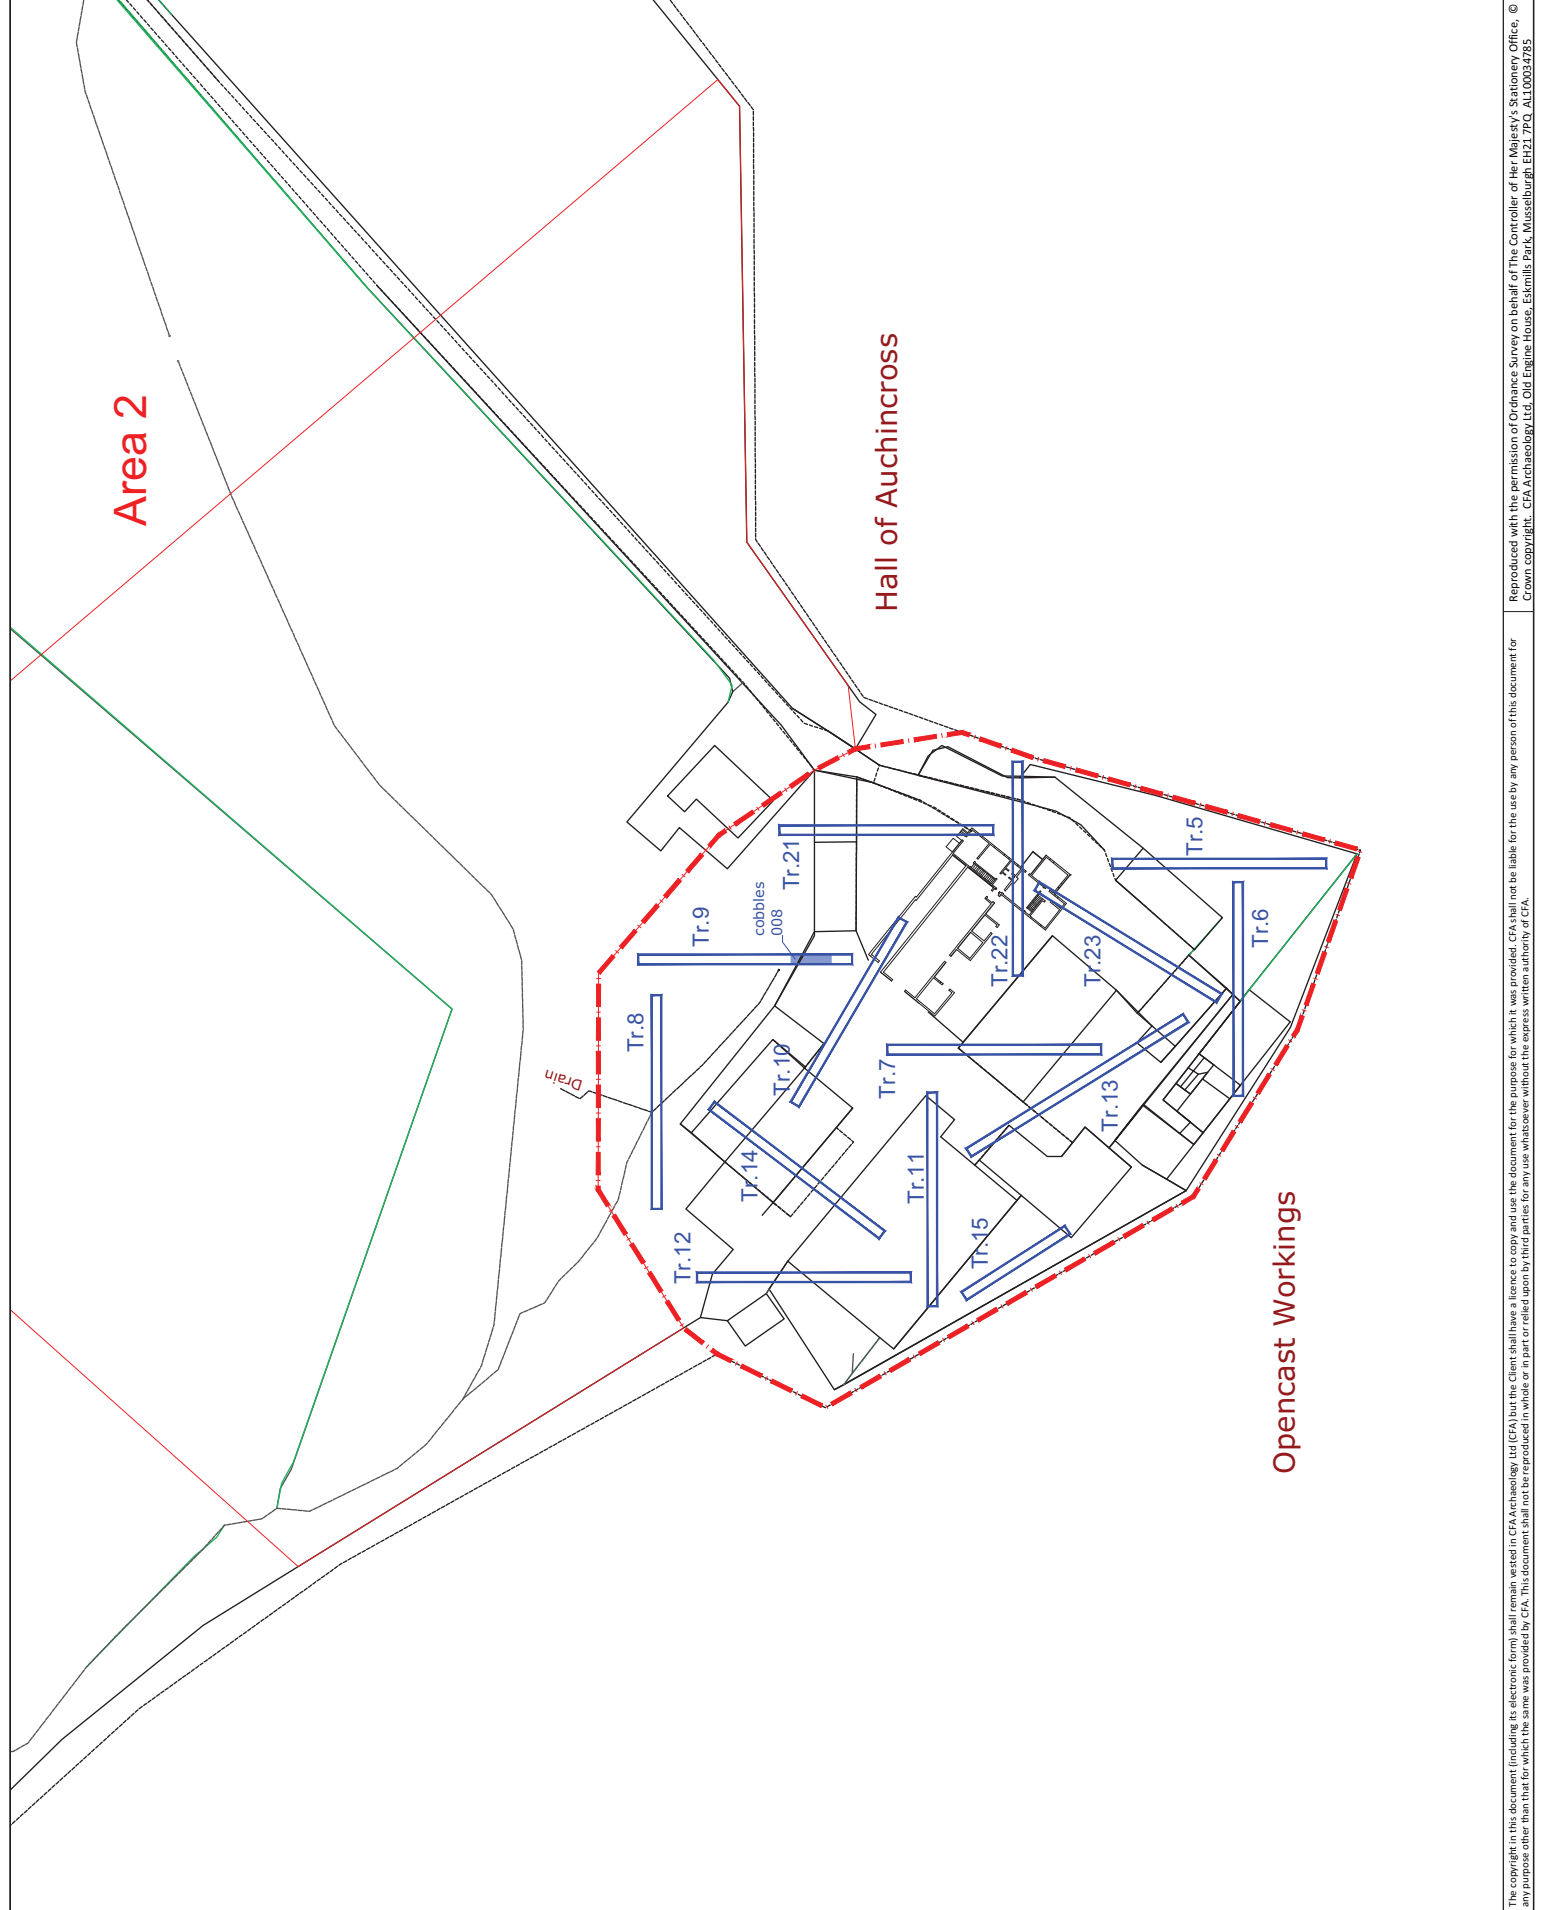 Area 2
Hall of Auchincross
Opencast Workings
Drain
Tr.8
Tr.9
cobbles
008
Tr.21
Tr.10
Tr.14
Tr.12
Tr.7
Tr.11
Tr.15
Tr.22
Tr.23
Tr.13
Tr.5
Tr.6
The copyright in this document (including its electronic form) shall remain vested in CFA Archaeology Ltd (CFA) but the Client shall have a licence to copy and use the document for the purpose for which it was provided. CFA shall not be liable for the use by any person of this document for
any purpose other than that for which the same was provided by CFA. This document shall not be reproduced in whole or in part or relied upon by third parties for any use whatsoever without the express written authority of CFA.
Reproduced with the permission of Ordnance Survey on behalf of The Controller of Her Majesty's Stationery Office, ©
Crown copyright. CFA Archaeology Ltd, Old Engine House, Eskmills Park, Musselburgh EH21 7PQ AL100034785